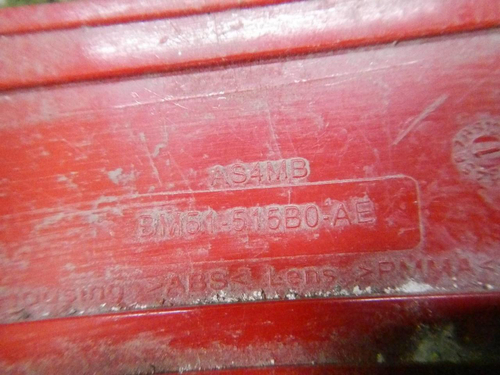 AS4MB
BM51-515B0-AE
Housing >ABS< Lens >PMMA<